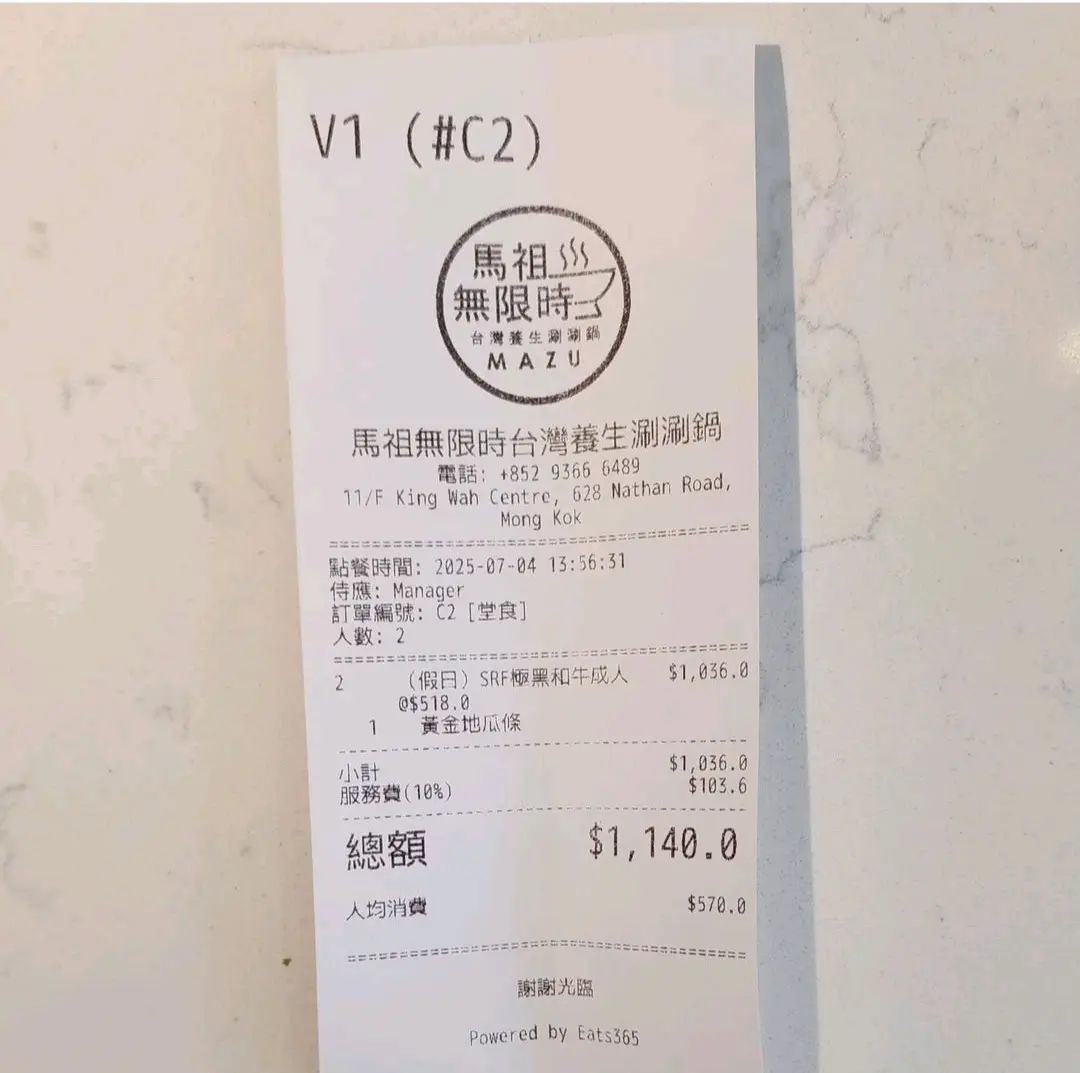 V1 (#C2)
馬祖
無限時
台灣養生涮涮鍋
MAZU
馬祖無限時台灣養生涮涮鍋
電話: +852 9366 6489
11/F King Wah Centre, 628 Nathan Road,
Mong Kok
點餐時間: 2025-07-04 13:56:31
侍應: Manager
訂單編號: C2 [堂食]
人數: 2
2 (假日) SRF極黑和牛成人 $1,036.0
@$518.0
1 黃金地瓜條
小計 $1,036.0
服務費(10%) $103.6
總額 $1,140.0
人均消費 $570.0
謝謝光臨
Powered by Eats365